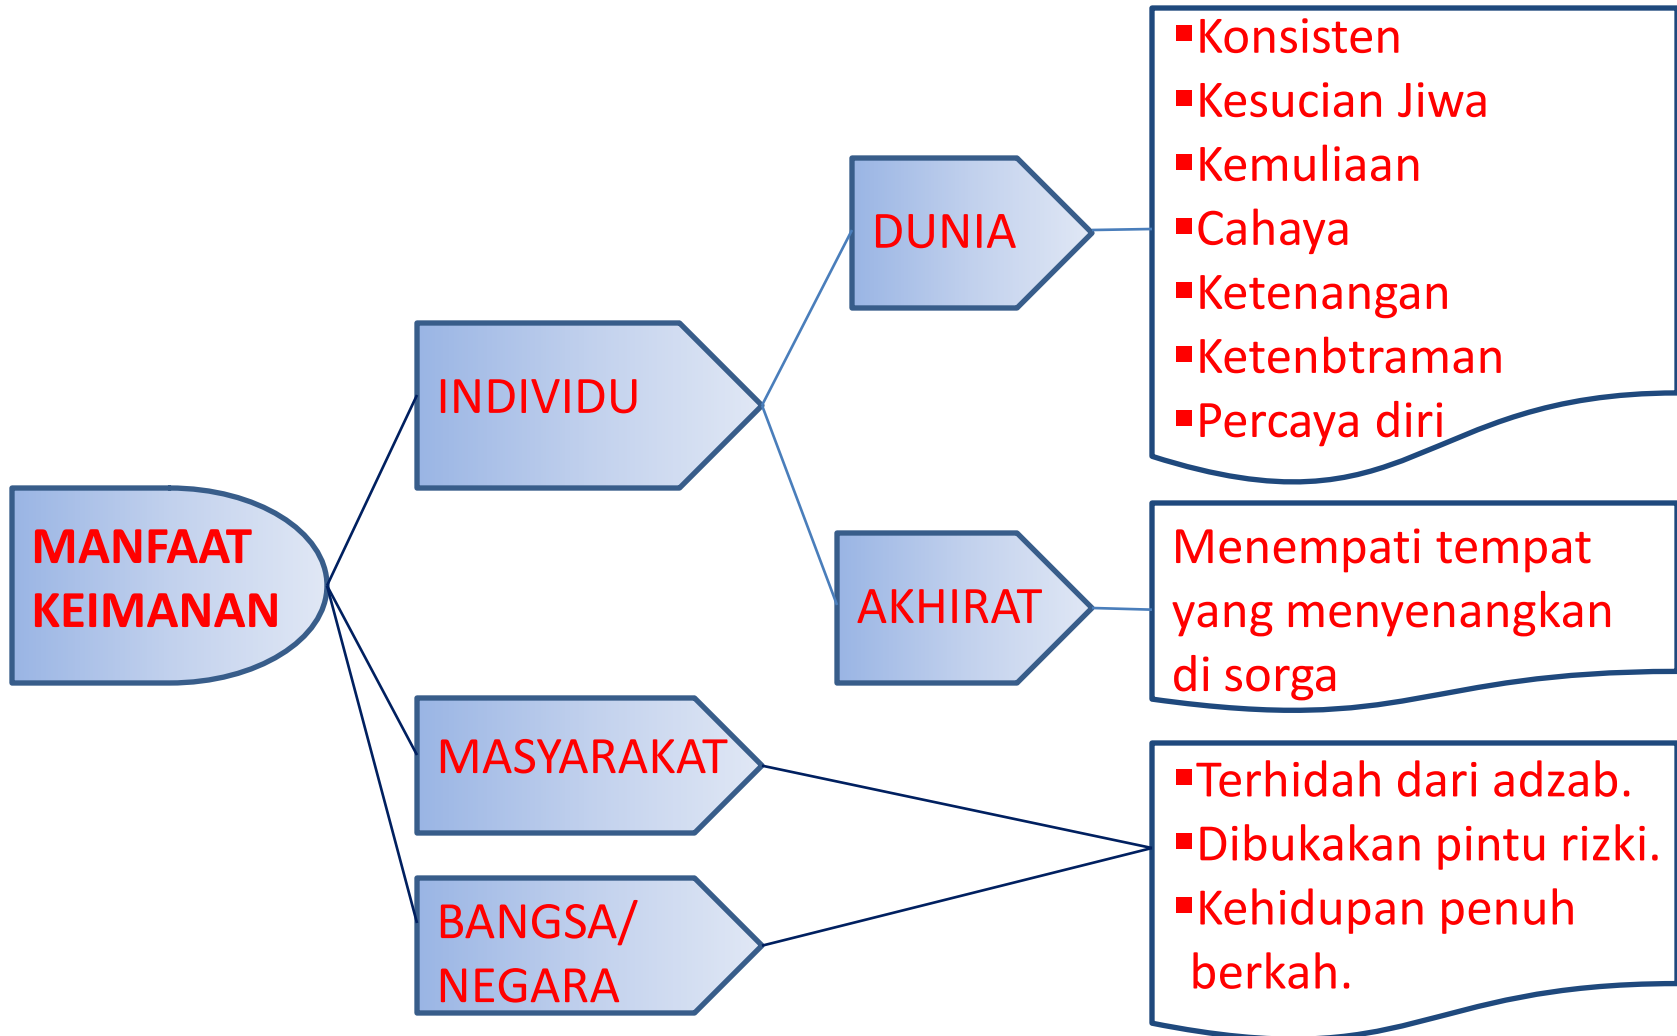 MANFAAT
KEIMANAN
INDIVIDU
DUNIA
▪Konsisten
▪Kesucian Jiwa
▪Kemuliaan
▪Cahaya
▪Ketenangan
▪Ketenbtraman
▪Percaya diri
AKHIRAT
Menempati tempat
yang menyenangkan
di sorga
MASYARAKAT
BANGSA/
NEGARA
▪Terhidah dari adzab.
▪Dibukakan pintu rizki.
▪Kehidupan penuh
berkah.